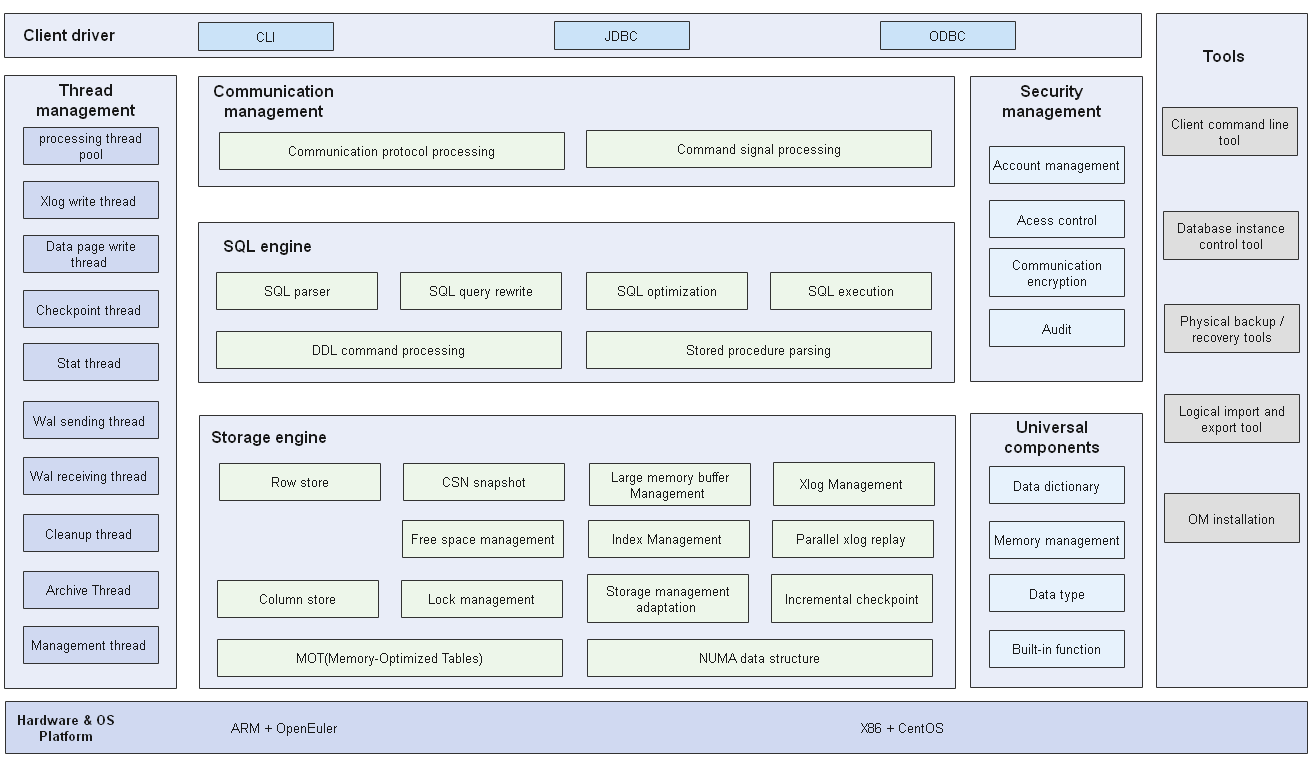 Client driver
CLI
JDBC
ODBC
Tools
Client command line
tool
Database instance
control tool
Physical backup /
recovery tools
Logical import and
export tool
OM installation
Thread
management
processing thread
pool
Xlog write thread
Data page write
thread
Checkpoint thread
Stat thread
Wal sending thread
Wal receiving thread
Cleanup thread
Archive Thread
Management thread
Communication
management
Communication protocol processing
Command signal processing
SQL engine
SQL parser
SQL query rewrite
SQL optimization
SQL execution
DDL command processing
Stored procedure parsing
Storage engine
Row store
CSN snapshot
Large memory buffer
Management
Xlog Management
Free space management
Index Management
Parallel xlog replay
Column store
Lock management
Storage management
adaptation
Incremental checkpoint
MOT(Memory-Optimized Tables)
NUMA data structure
Security
management
Account management
Acess control
Communication
encryption
Audit
Universal
components
Data dictionary
Memory management
Data type
Built-in function
Hardware & OS
Platform
ARM + OpenEuler
X86 + CentOS